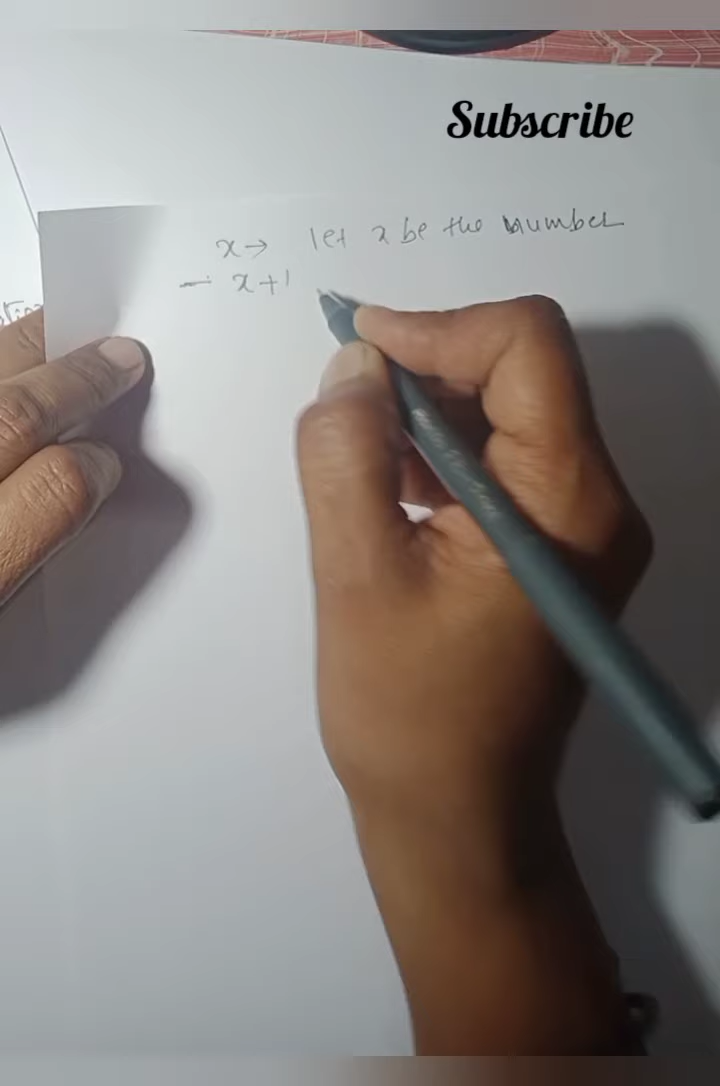 Subscribe
x→ let x be the number
— x+1